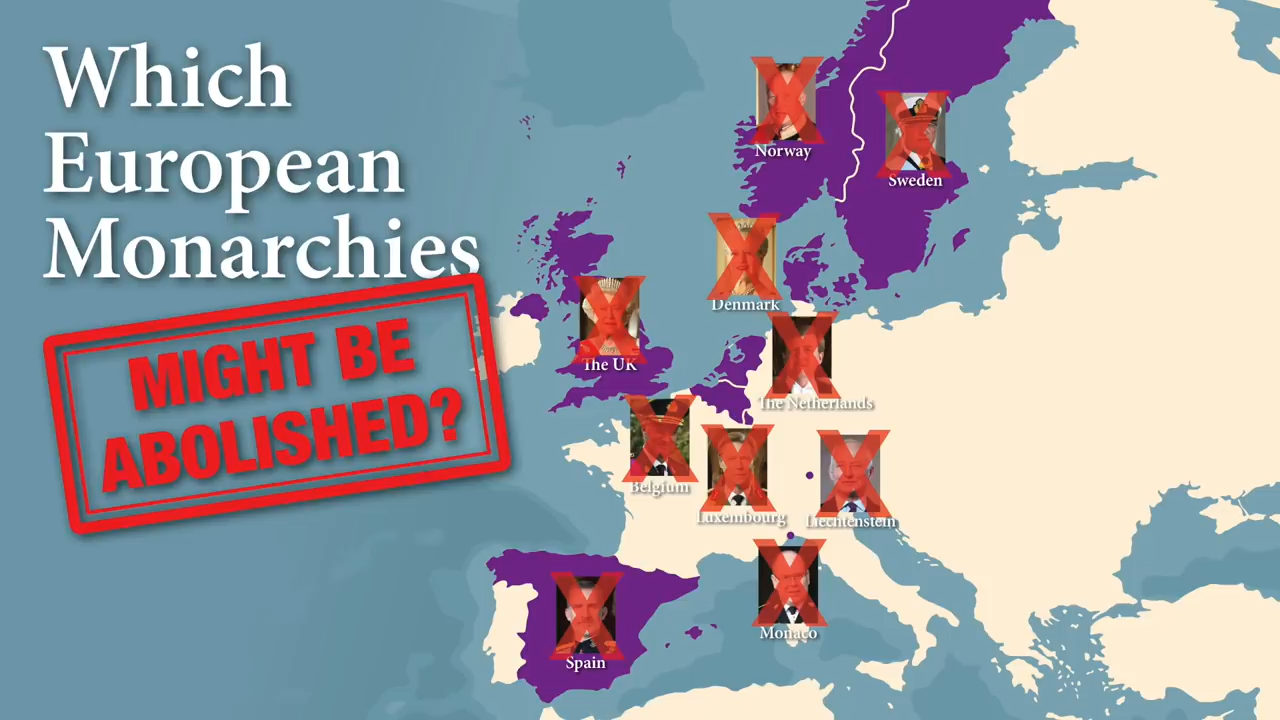 Which
European
Monarchies
MIGHT BE
ABOLISHED?
Norway
Sweden
Denmark
The UK
The Netherlands
Belgium
Luxembourg
Liechtenstein
Monaco
Spain